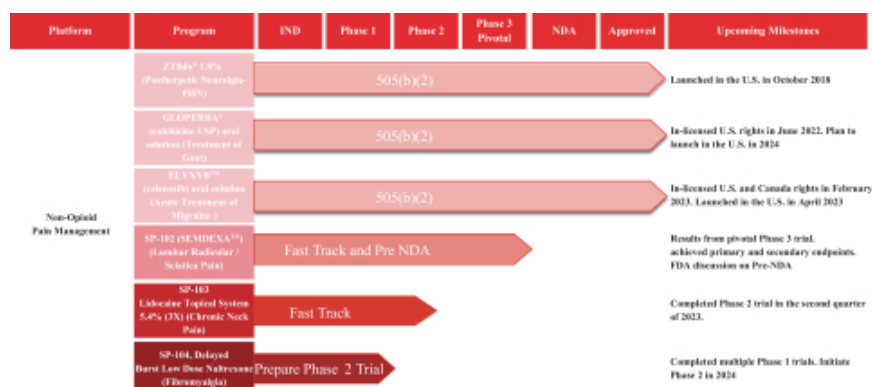 Platform Program IND Phase 1 Phase 2 Phase 3 Pivotal NDA Approved Upcoming Milestones
Non-Opioid
Pain Management
ZTlido® 1.8%
(Postherpetic Neuralgia-
PHN)
505(b)(2)
Launched in the U.S. in October 2018
GLOPERBA®
(colchicine USP) oral
solution (Treatment of
Gout)
505(b)(2)
In-licensed U.S. rights in June 2022. Plan to
launch in the U.S. in 2024
ELYXYB™
(celecoxib) oral solution
(Acute Treatment of
Migraine )
505(b)(2)
In-licensed U.S. and Canada rights in February
2023. Launched in the U.S. in April 2023
SP-102 (SEMDEXA™)
(Lumbar Radicular /
Sciatica Pain)
Fast Track and Pre NDA
Results from pivotal Phase 3 trial.
achieved primary and secondary endpoints.
FDA discussion on Pre-NDA
SP-103
Lidocaine Topical System
5.4% (3X) (Chronic Neck
Pain)
Fast Track
Completed Phase 2 trial in the second quarter
of 2023.
SP-104, Delayed
Burst Low Dose Naltrexone
(Fibromyalgia)
Prepare Phase 2 Trial
Completed multiple Phase 1 trials. Initiate
Phase 2 in 2024